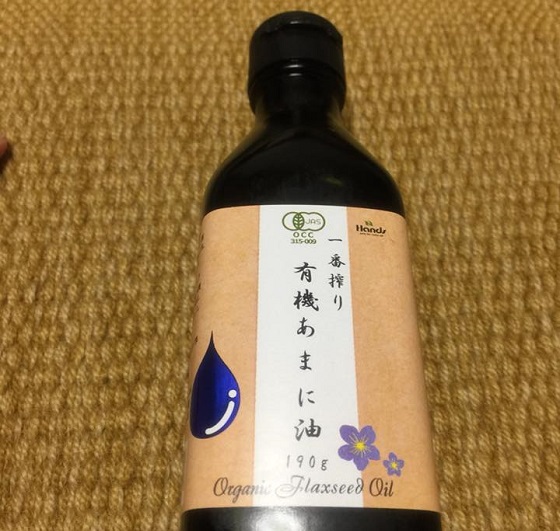 JAS
OCC
315-009
Hands
一番搾り
有機あまに油
190g
Organic Flaxseed Oil